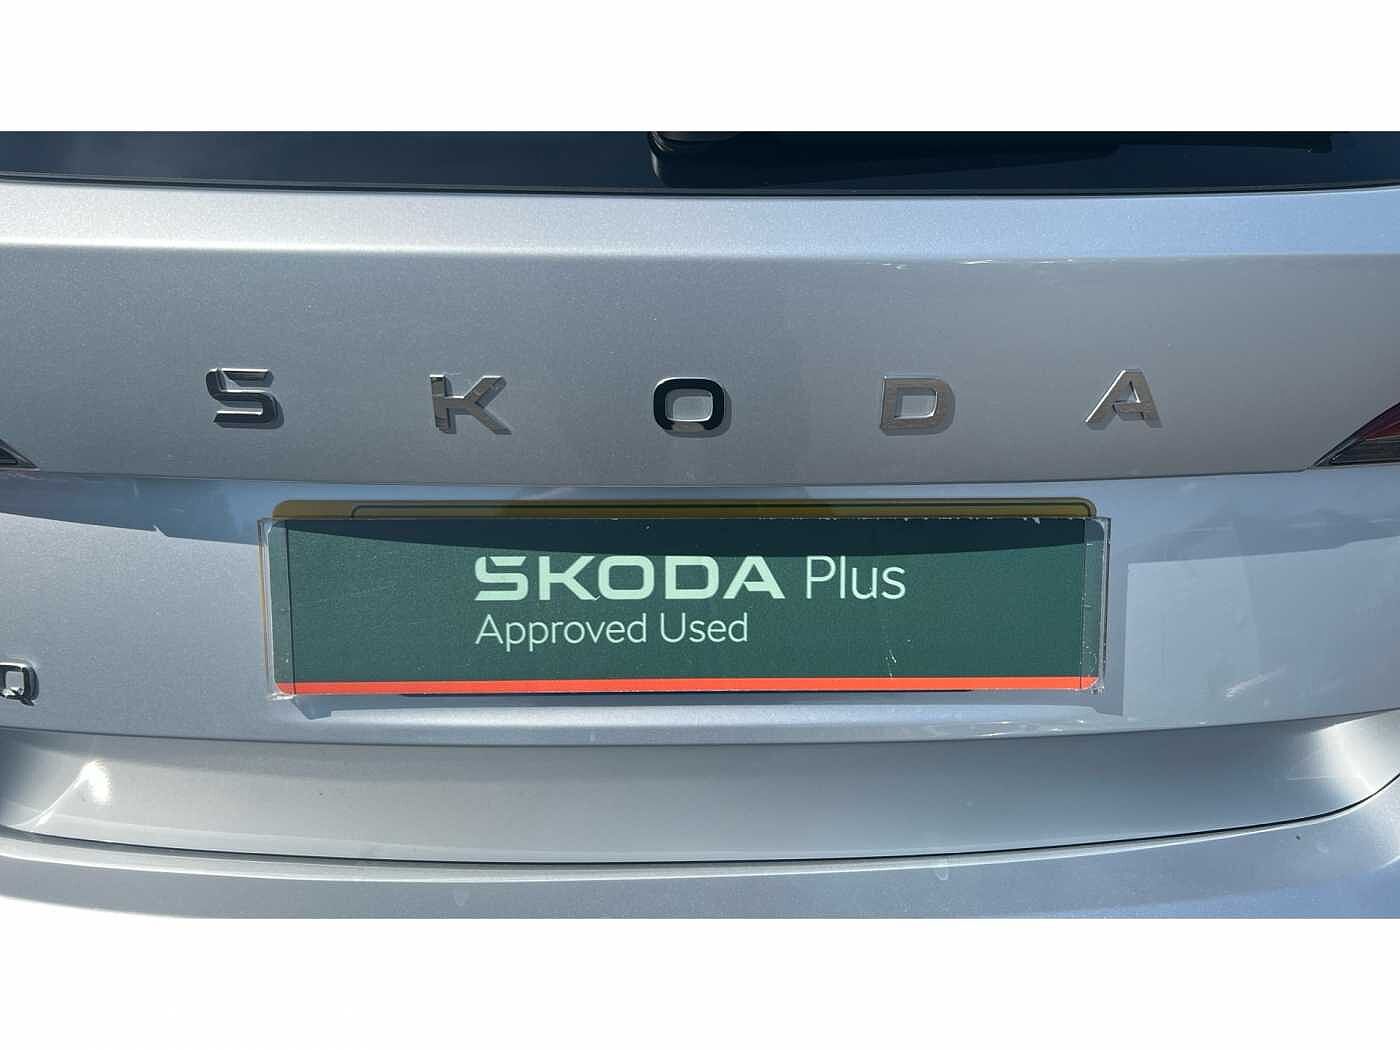 SKODA
SKODA Plus
Approved Used
Q